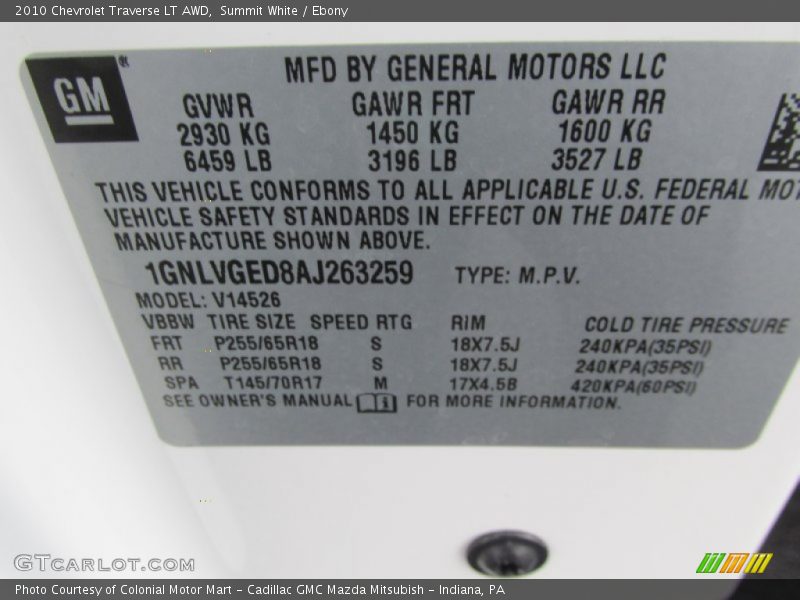 2010 Chevrolet Traverse LT AWD, Summit White / Ebony
GM
MFD BY GENERAL MOTORS LLC
GVWR GAWR FRT GAWR RR
2930 KG 1450 KG 1600 KG
6459 LB 3196 LB 3527 LB
THIS VEHICLE CONFORMS TO ALL APPLICABLE U.S. FEDERAL MOT
VEHICLE SAFETY STANDARDS IN EFFECT ON THE DATE OF
MANUFACTURE SHOWN ABOVE.
1GNLVGED8AJ263259 TYPE: M.P.V.
MODEL: V14526
VBBW TIRE SIZE SPEED RTG RIM COLD TIRE PRESSURE
FRT P255/65R18 S 18X7.5J 240KPA(35PSI)
RR P255/65R18 S 18X7.5J 240KPA(35PSI)
SPA T145/70R17 M 17X4.5B 420KPA(60PSI)
SEE OWNER'S MANUAL FOR MORE INFORMATION.
GTCARLOT.COM
Photo Courtesy of Colonial Motor Mart - Cadillac GMC Mazda Mitsubish - Indiana, PA